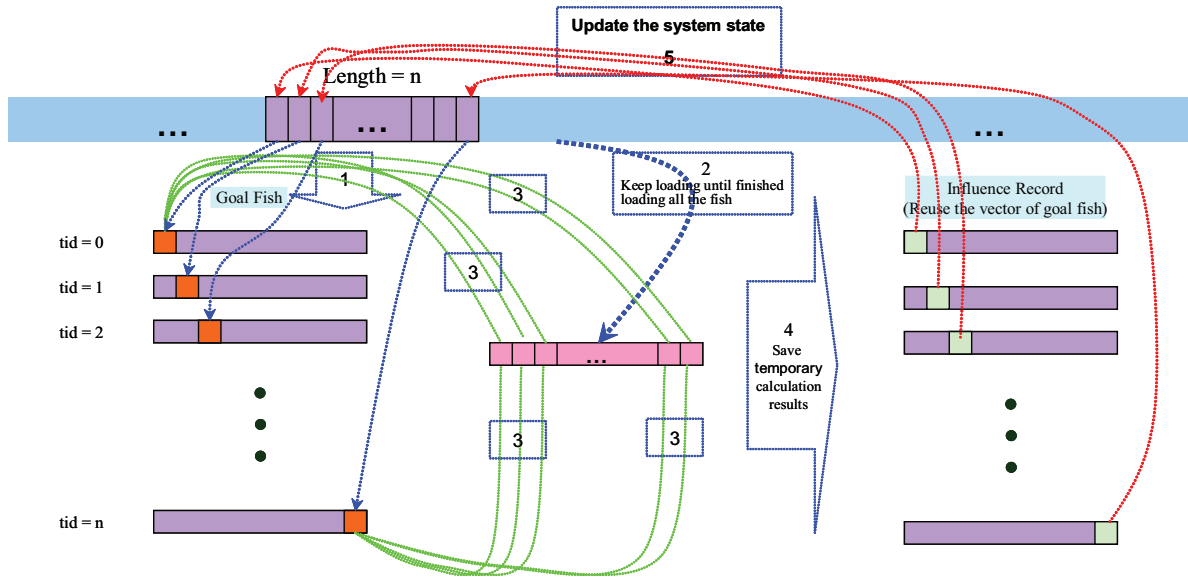 Update the system state
5
Length = n
...
...
...
1
2
Keep loading until finished
loading all the fish
3
Goal Fish
Influence Record
(Reuse the vector of goal fish)
tid = 0
3
tid = 1
tid = 2
...
4
Save
temporary
calculation
results
3
3
tid = n